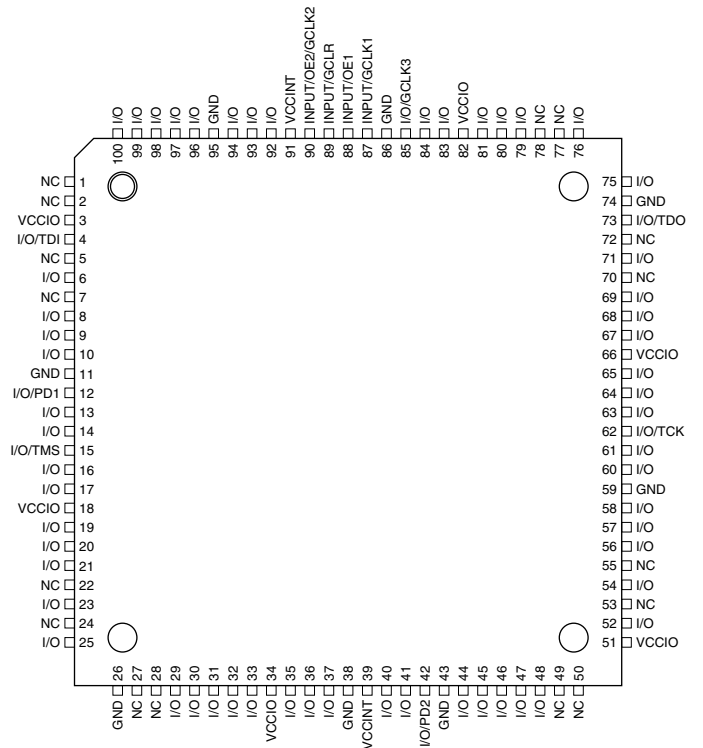 I/O I/O I/O I/O I/O GND I/O I/O I/O VCCINT INPUT/OE2/GCLK2 INPUT/GCLR INPUT/OE1 INPUT/GCLK1 GND I/O/GCLK3 I/O I/O VCCIO I/O I/O I/O NC NC I/O
100 99 98 97 96 95 94 93 92 91 90 89 88 87 86 85 84 83 82 81 80 79 78 77 76
NC 1 75 I/O
NC 2 74 GND
VCCIO 3 73 I/O/TDO
I/O/TDI 4 72 NC
NC 5 71 I/O
I/O 6 70 NC
NC 7 69 I/O
I/O 8 68 I/O
I/O 9 67 I/O
I/O 10 66 VCCIO
GND 11 65 I/O
I/O/PD1 12 64 I/O
I/O 13 63 I/O
I/O 14 62 I/O/TCK
I/O/TMS 15 61 I/O
I/O 16 60 I/O
I/O 17 59 GND
VCCIO 18 58 I/O
I/O 19 57 I/O
I/O 20 56 I/O
I/O 21 55 NC
NC 22 54 I/O
I/O 23 53 NC
NC 24 52 I/O
I/O 25 51 VCCIO
26 27 28 29 30 31 32 33 34 35 36 37 38 39 40 41 42 43 44 45 46 47 48 49 50
GND NC NC I/O I/O I/O I/O I/O VCCIO I/O I/O I/O GND VCCINT I/O I/O I/O/PD2 GND I/O I/O I/O I/O I/O NC NC